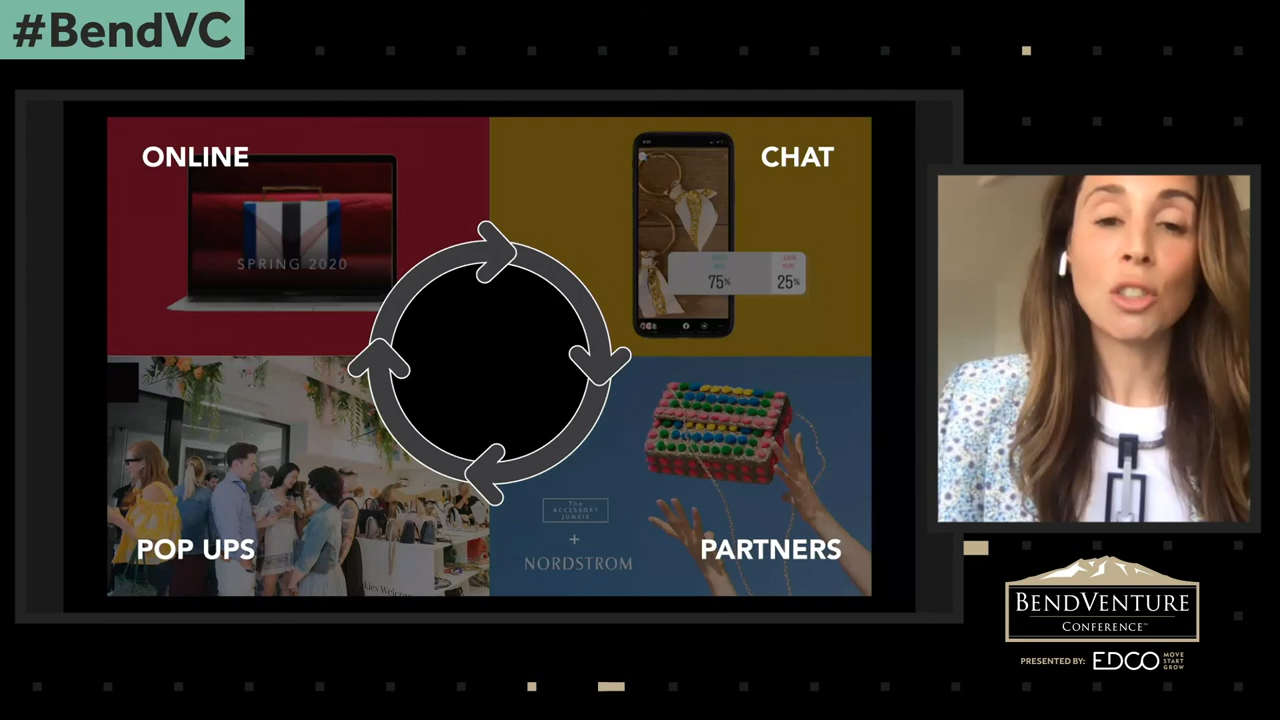 #BendVC
ONLINE
SPRING 2020
CHAT
75%
25%
POP UPS
The
ACCESSORY
JUNKIE
+
NORDSTROM
PARTNERS
BENDVENTURE
CONFERENCE™
PRESENTED BY: EDCO MOVE
START
GROW